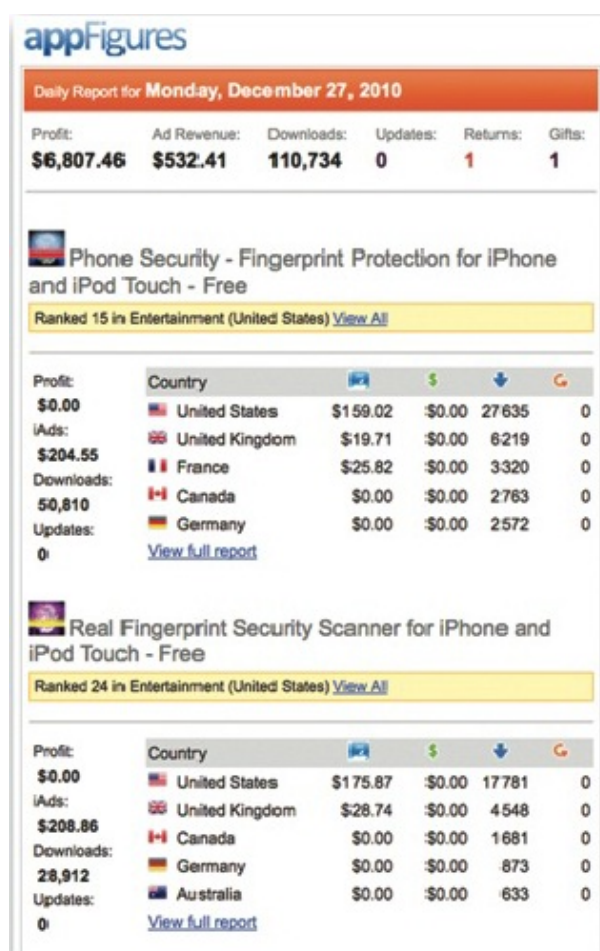 appFigures
Daily Report for Monday, December 27, 2010
Profit: Ad Revenue: Downloads: Updates: Returns: Gifts:
$6,807.46 $532.41 110,734 0 1 1
Phone Security - Fingerprint Protection for iPhone
and iPod Touch - Free
Ranked 15 in Entertainment (United States) View All
Profit:
$0.00
iAds:
$204.55
Downloads:
50,810
Updates:
0
Country $
United States $159.02 $0.00 27635 0
United Kingdom $19.71 $0.00 6219 0
France $25.82 $0.00 3320 0
Canada $0.00 $0.00 2763 0
Germany $0.00 $0.00 2572 0
View full report
Real Fingerprint Security Scanner for iPhone and
iPod Touch - Free
Ranked 24 in Entertainment (United States) View All
Profit:
$0.00
iAds:
$208.86
Downloads:
28,912
Updates:
0
Country $
United States $175.87 $0.00 17781 0
United Kingdom $28.74 $0.00 4548 0
Canada $0.00 $0.00 1681 0
Germany $0.00 $0.00 873 0
Australia $0.00 $0.00 633 0
View full report